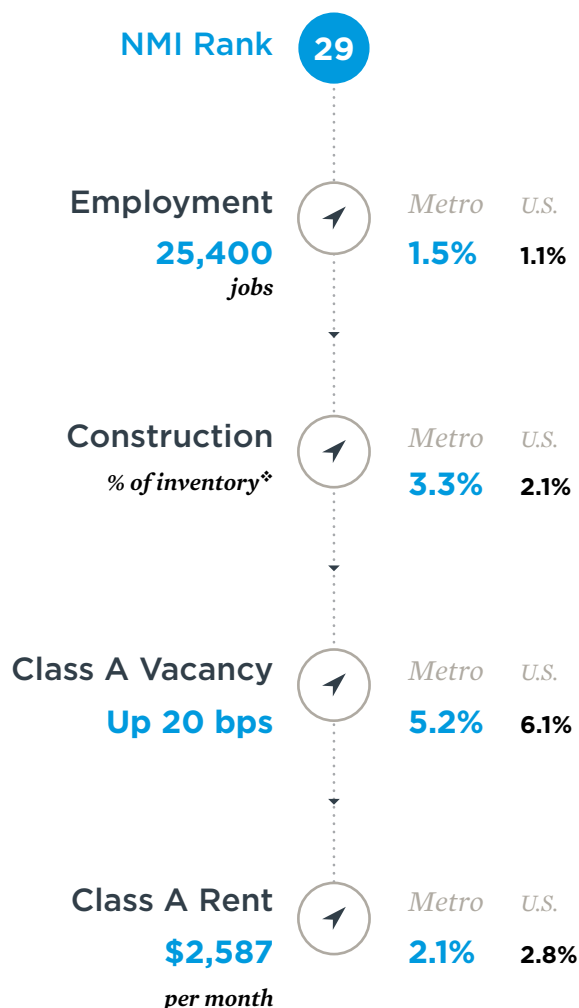 NMI Rank 29
Employment Metro U.S.
25,400 1.5% 1.1%
jobs
Construction Metro U.S.
% of inventory❖ 3.3% 2.1%
Class A Vacancy Metro U.S.
Up 20 bps 5.2% 6.1%
Class A Rent Metro U.S.
$2,587 2.1% 2.8%
per month